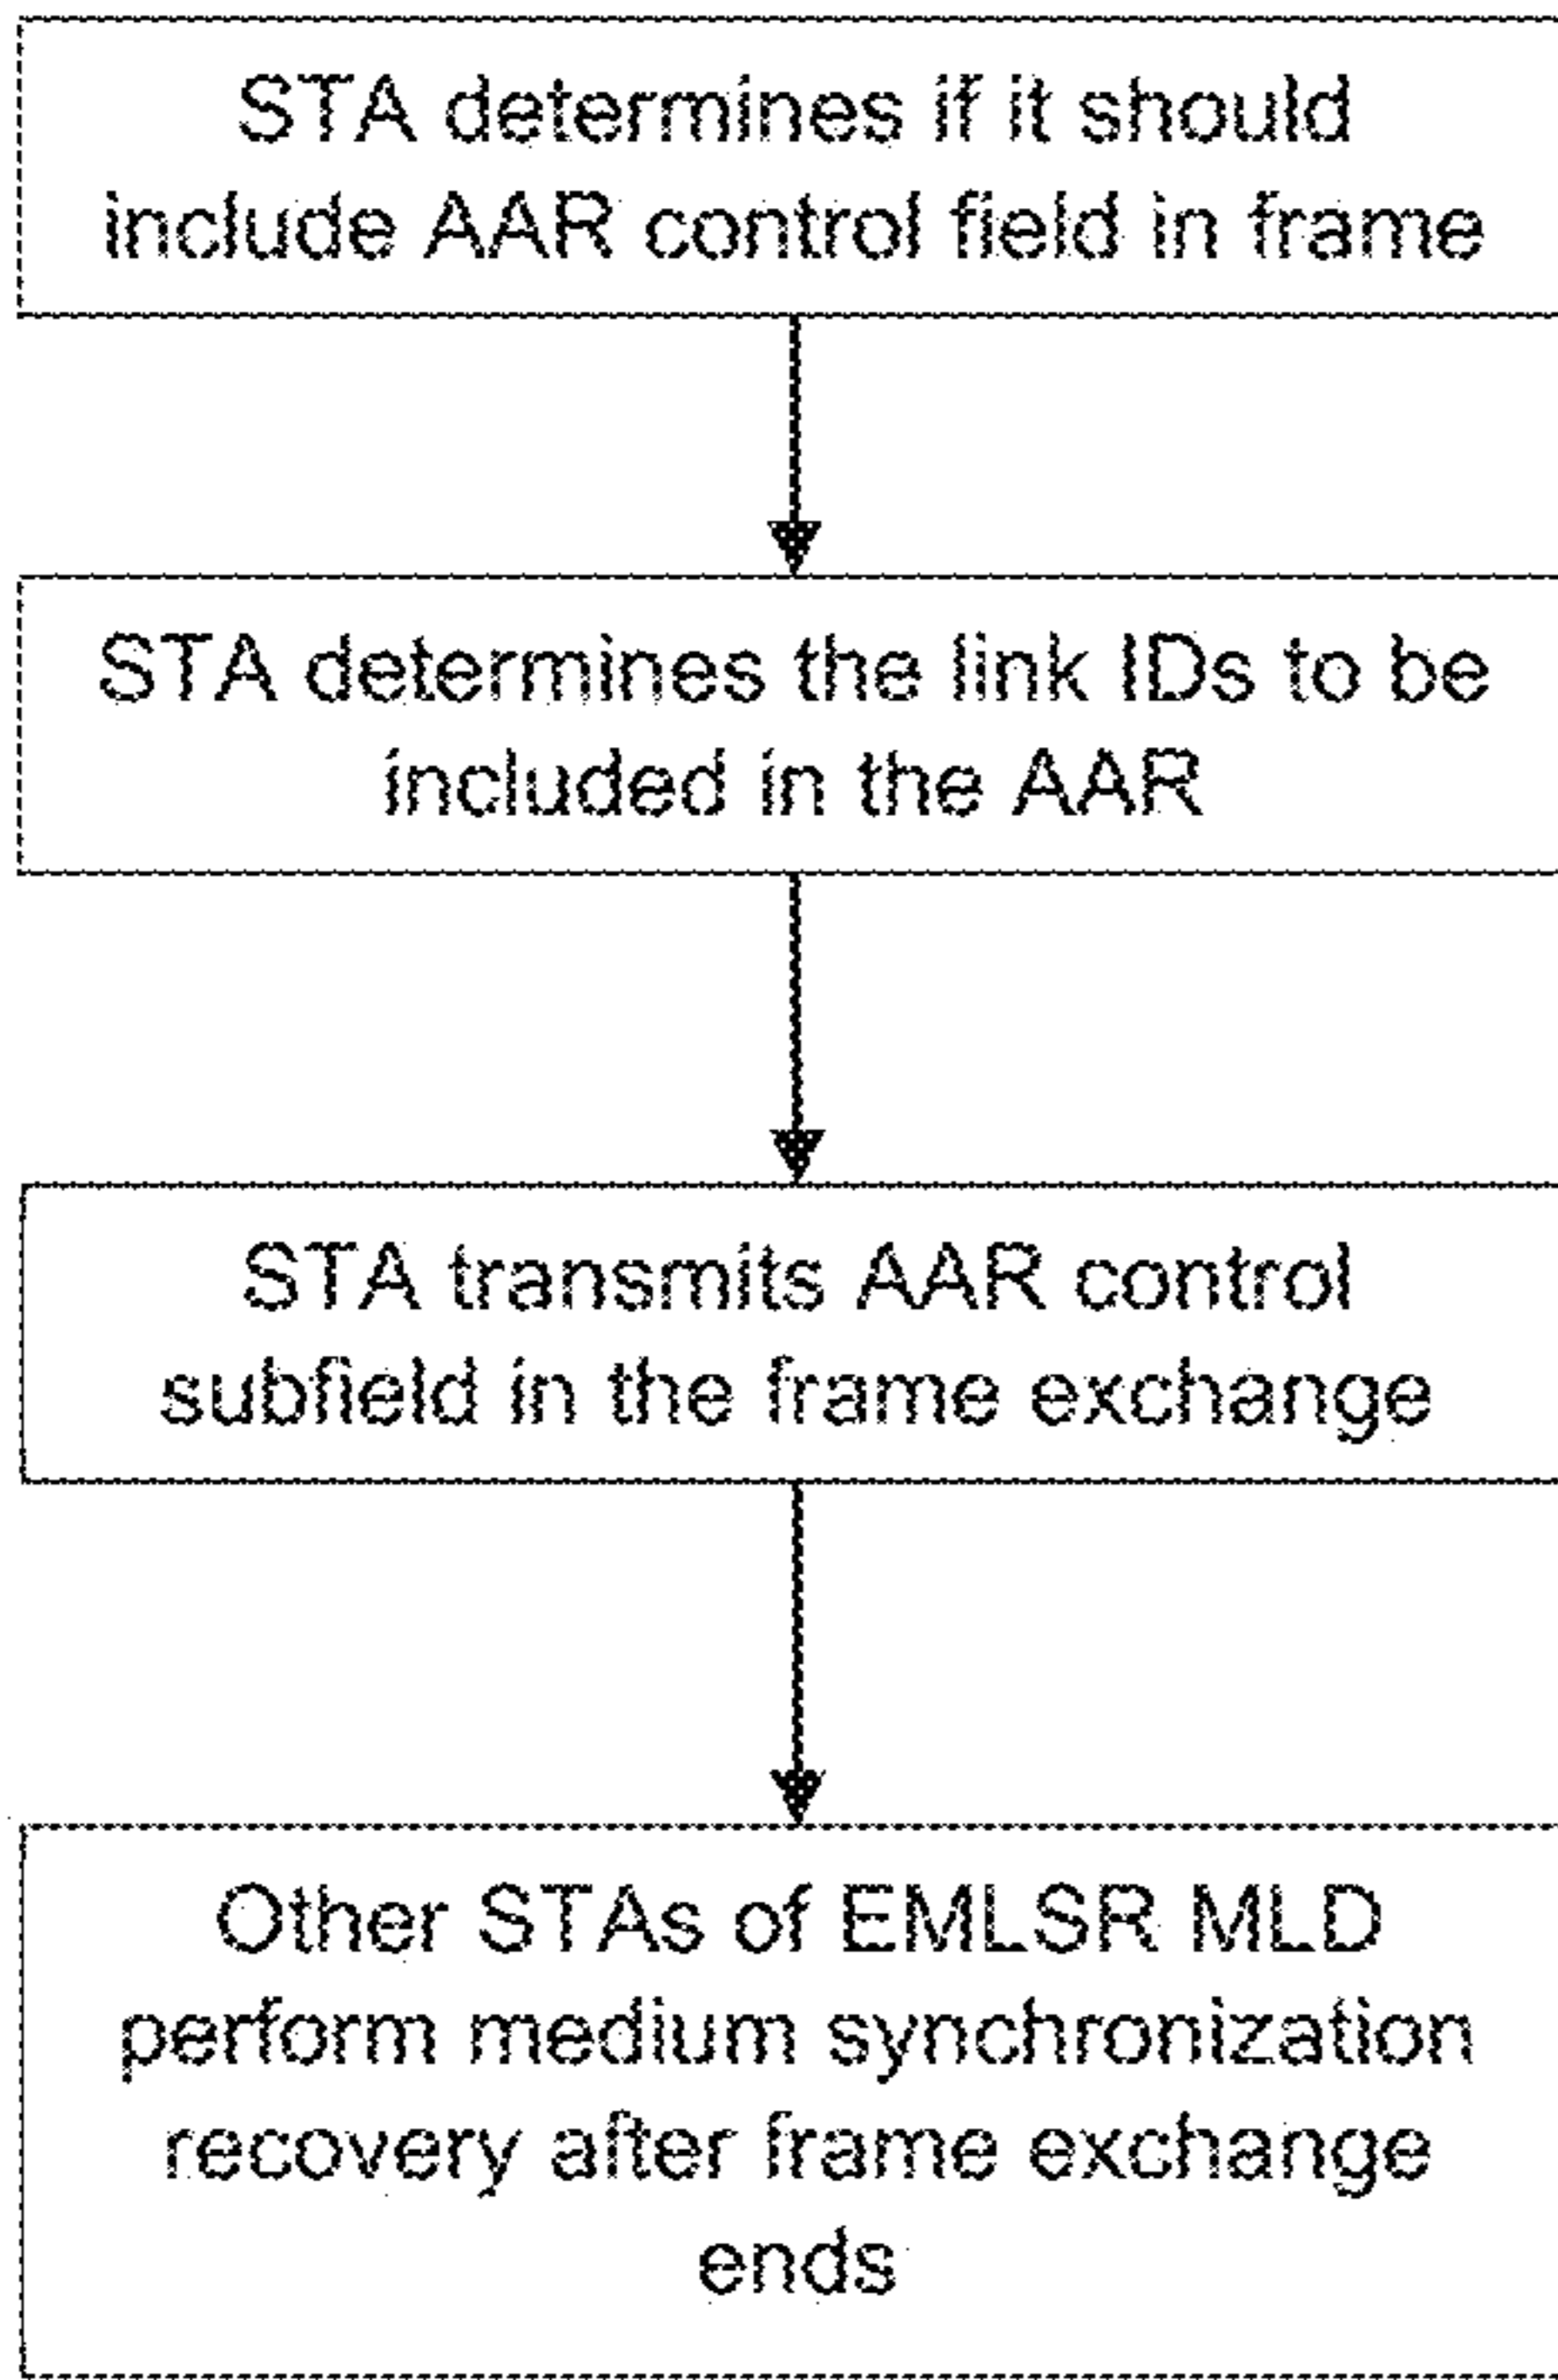 STA determines if it should
include AAR control field in frame
STA determines the link IDs to be
included in the AAR
STA transmits AAR control
subfield in the frame exchange
Other STAs of EMLSR MLD
perform medium synchronization
recovery after frame exchange
ends